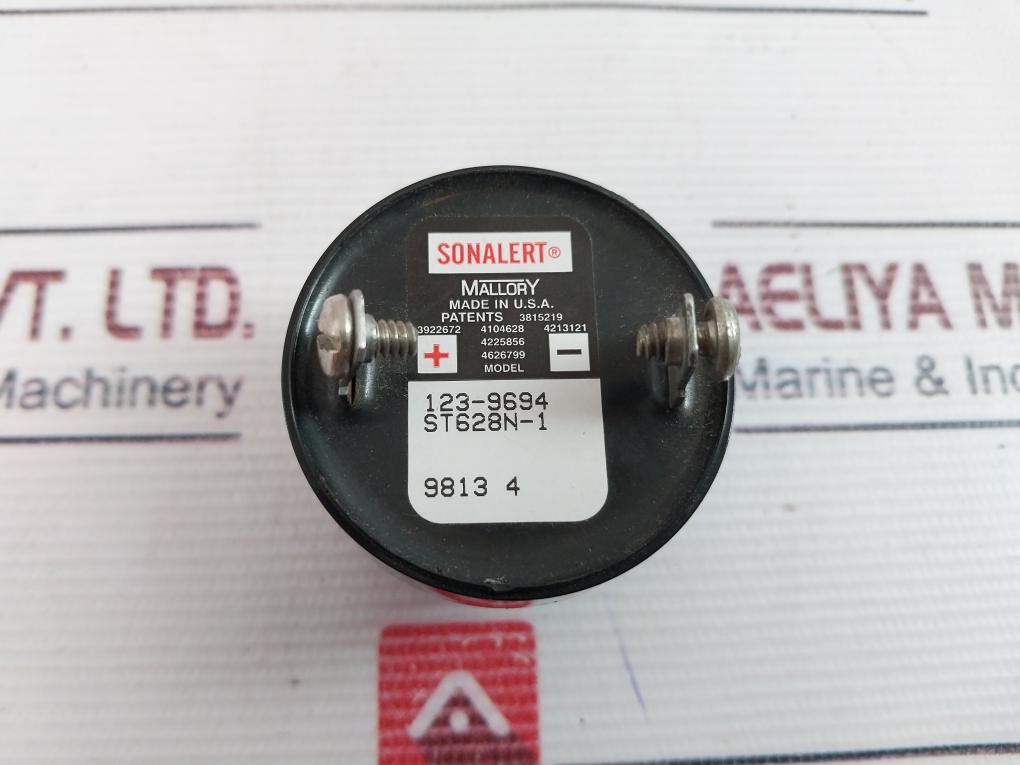 SONALERT®
MALLORY
MADE IN U.S.A.
PATENTS 3815219
3922672 4104628 4213121
4225856
+ 4626799 −
MODEL
123-9694
ST628N-1
9813 4
VT. LTD.
Machinery
AELIYA M
Marine & Ind